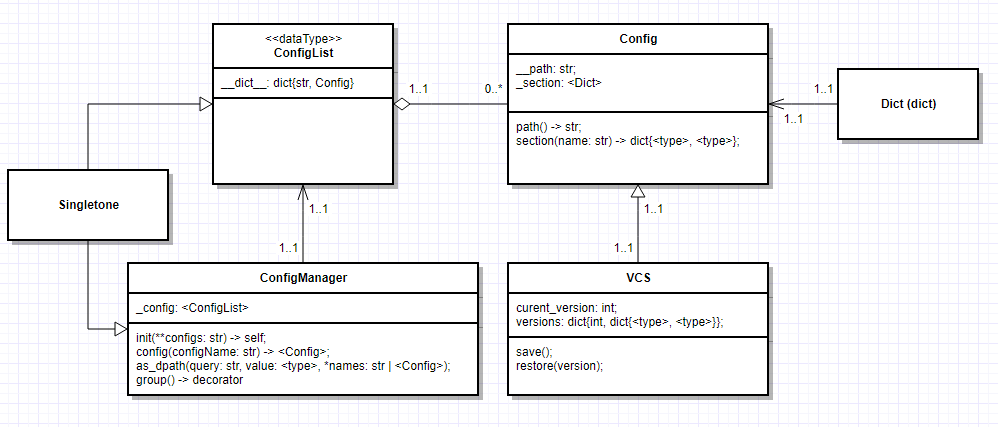 <<dataType>>
ConfigList
__dict__: dict{str, Config}
1..1
0..*
Config
__path: str;
_section: <Dict>
path() -> str;
section(name: str) -> dict{<type>, <type>};
1..1
1..1
Dict (dict)
Singletone
1..1
1..1
1..1
1..1
ConfigManager
_config: <ConfigList>
init(**configs: str) -> self;
config(configName: str) -> <Config>;
as_dpath(query: str, value: <type>, *names: str | <Config>);
group() -> decorator
VCS
curent_version: int;
versions: dict{int, dict{<type>, <type>}};
save();
restore(version);